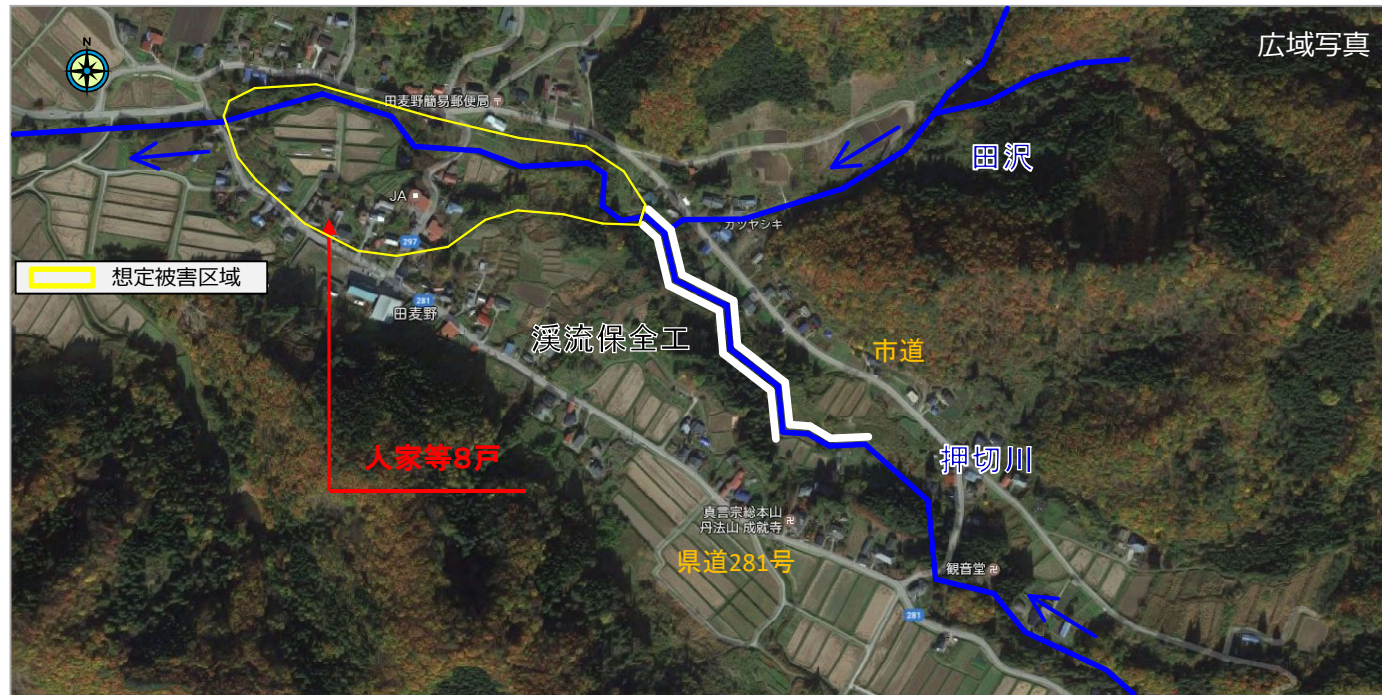 広域写真
N
田麦野簡易郵便局
田沢
JA
カツヤシキ
297
想定被害区域
281
田麦野
渓流保全工
市道
人家等8戸
押切川
真言宗総本山
丹法山 成就寺
県道281号
観音堂
281